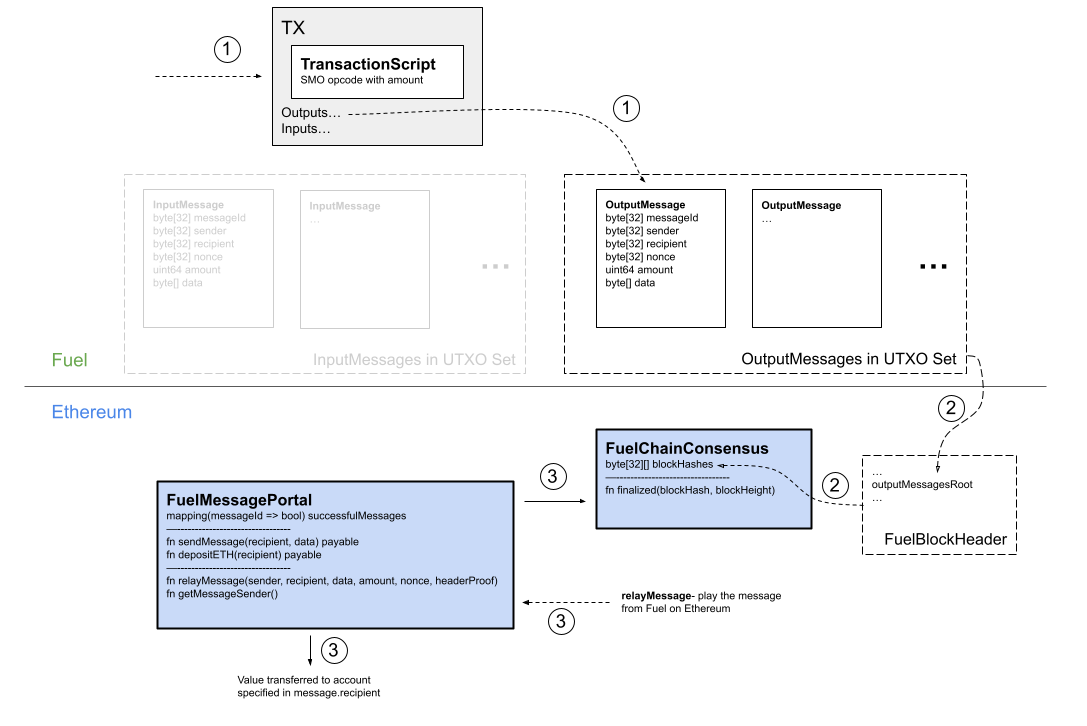 TX
1
TransactionScript
SMO opcode with amount
Outputs…
Inputs…
1
InputMessage
byte[32] messageId
byte[32] sender
byte[32] recipient
byte[32] nonce
uint64 amount
byte[] data
InputMessage
…
...
InputMessages in UTXO Set
OutputMessage
byte[32] messageId
byte[32] sender
byte[32] recipient
byte[32] nonce
uint64 amount
byte[] data
OutputMessage
…
...
OutputMessages in UTXO Set
Fuel
Ethereum
2
FuelChainConsensus
byte[32][] blockHashes
-----------------------------------
fn finalized(blockHash, blockHeight)
2
…
outputMessagesRoot
…
FuelBlockHeader
3
FuelMessagePortal
mapping(messageId => bool) successfulMessages
-----------------------------------
fn sendMessage(recipient, data) payable
fn depositETH(recipient) payable
-----------------------------------
fn relayMessage(sender, recipient, data, amount, nonce, headerProof)
fn getMessageSender()
relayMessage- play the message
from Fuel on Ethereum
3
3
Value transferred to account
specified in message.recipient